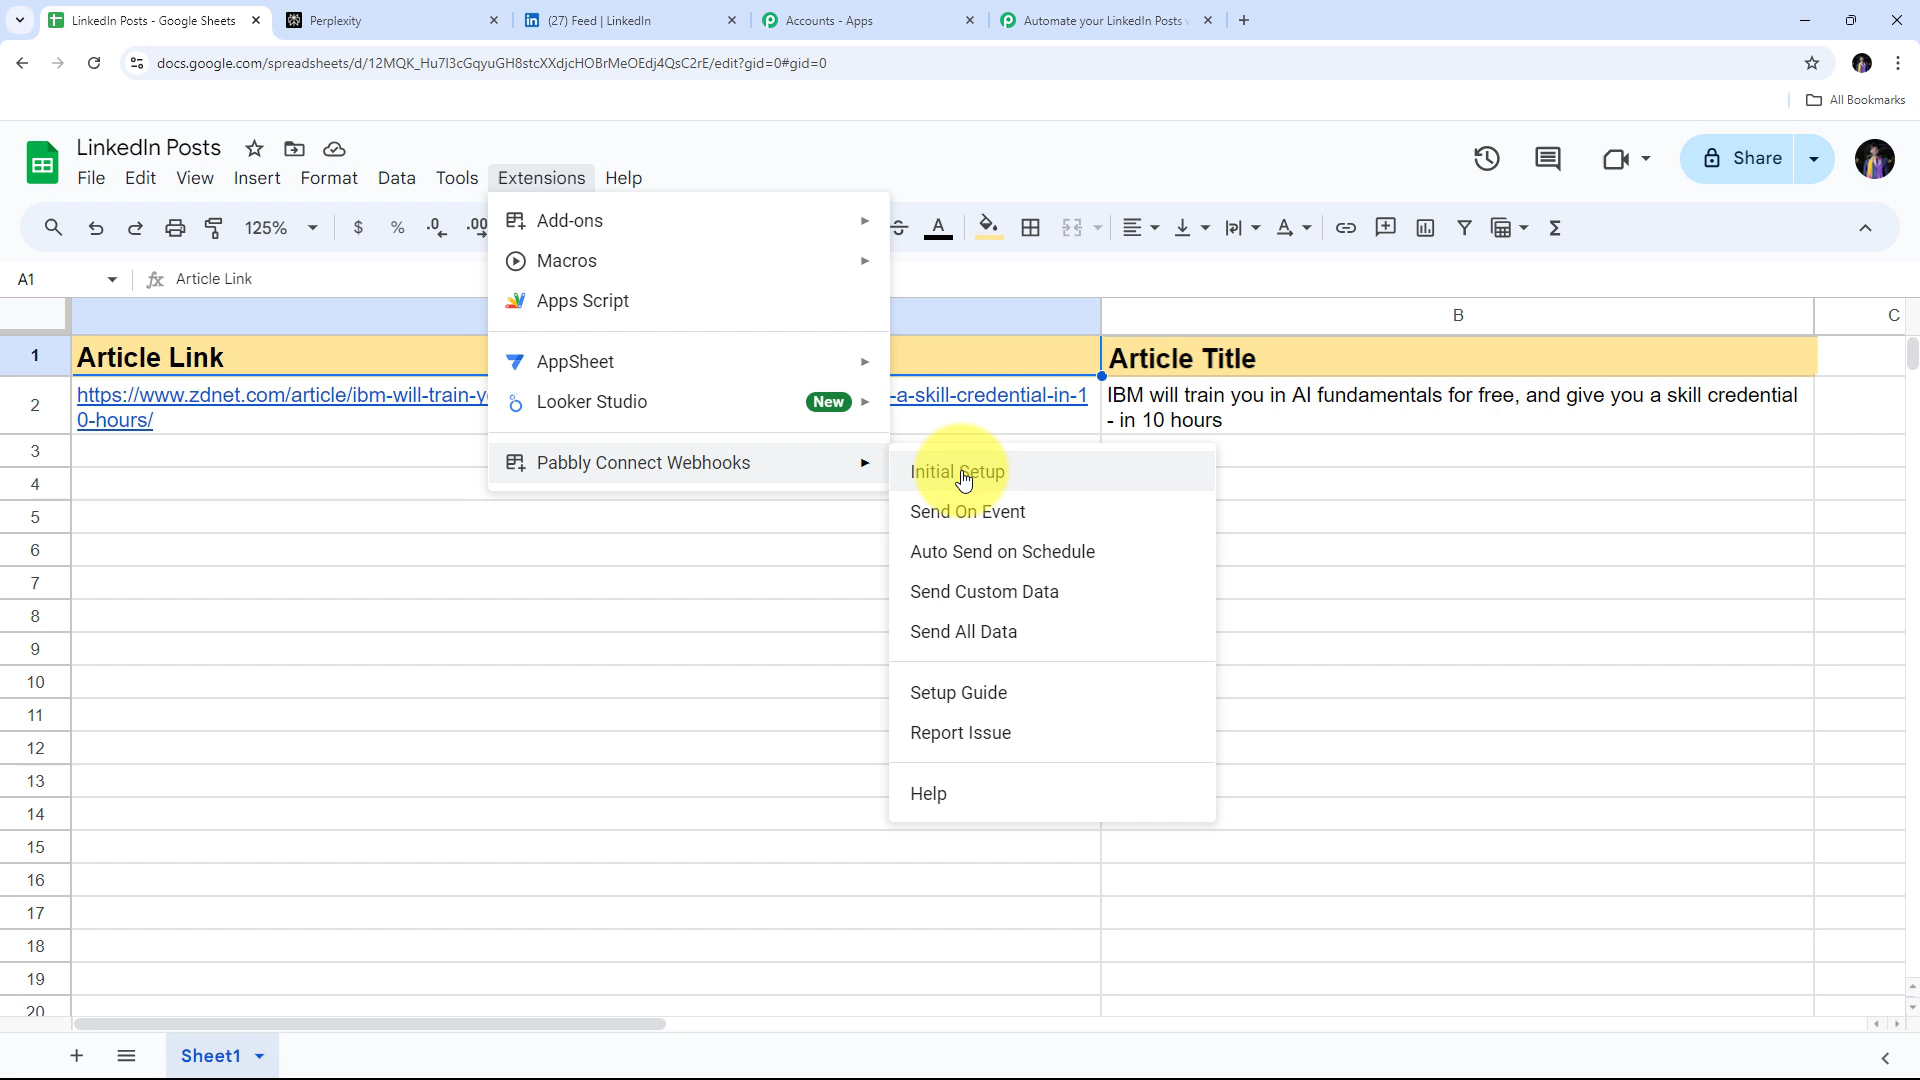 LinkedIn Posts - Google Sheets
Perplexity
(27) Feed | LinkedIn
Accounts - Apps
Automate your LinkedIn Posts
docs.google.com/spreadsheets/d/12MQK_Hu7I3cGqyuGH8stcXXdjcHOBrMeOEdj4QsC2rE/edit?gid=0#gid=0
All Bookmarks
LinkedIn Posts
File Edit View Insert Format Data Tools Extensions Help
Share
125% $ % .0 .00
A1
fx Article Link
Add-ons
Macros
Apps Script
AppSheet
Looker Studio New
Pabbly Connect Webhooks
Initial Setup
Send On Event
Auto Send on Schedule
Send Custom Data
Send All Data
Setup Guide
Report Issue
Help
B C
1 Article Link Article Title
2 https://www.zdnet.com/article/ibm-will-train-y -a-skill-credential-in-1
0-hours/
IBM will train you in AI fundamentals for free, and give you a skill credential
- in 10 hours
3
4
5
6
7
8
9
10
11
12
13
14
15
16
17
18
19
20
Sheet1